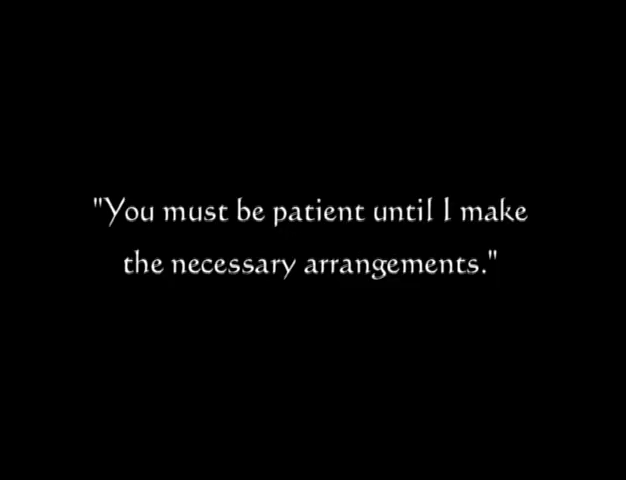 "You must be patient until I make
the necessary arrangements."